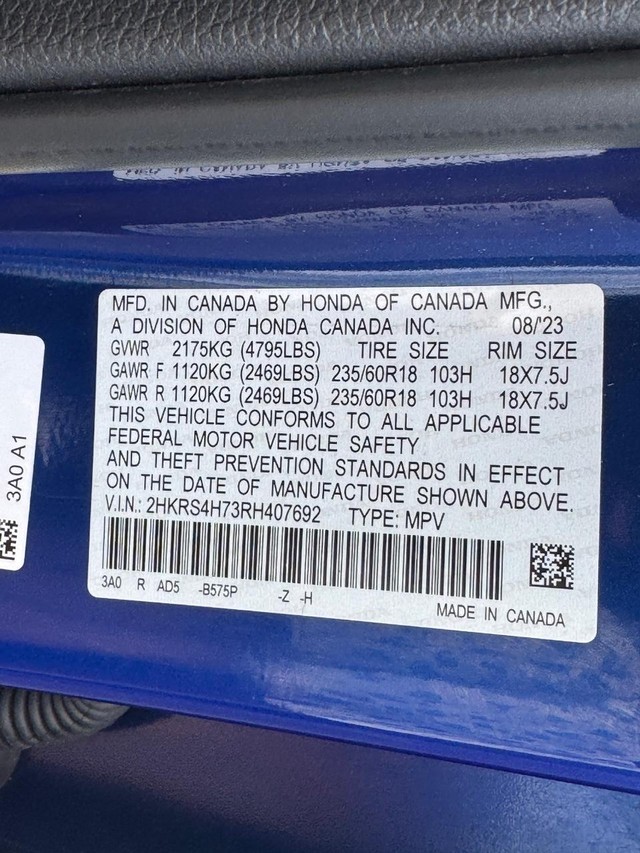 MFD. IN CANADA BY HONDA OF CANADA MFG.,
A DIVISION OF HONDA CANADA INC. 08/'23
GVWR 2175KG (4795LBS) TIRE SIZE RIM SIZE
GAWR F 1120KG (2469LBS) 235/60R18 103H 18X7.5J
GAWR R 1120KG (2469LBS) 235/60R18 103H 18X7.5J
THIS VEHICLE CONFORMS TO ALL APPLICABLE
FEDERAL MOTOR VEHICLE SAFETY
AND THEFT PREVENTION STANDARDS IN EFFECT
ON THE DATE OF MANUFACTURE SHOWN ABOVE.
V.I.N.: 2HKRS4H73RH407692 TYPE: MPV
3A0 R AD5 -B575P -Z -H
MADE IN CANADA
3A0 A1